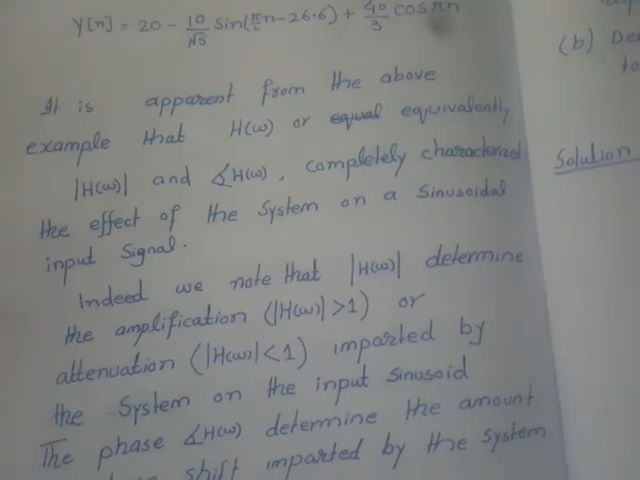 Y[n] = 20 - 10/√5 sin(π/2 n - 26.6) + 40/3 cos πn
It is apparent from the above
example that H(ω) or equal equivalently
|H(ω)| and ∡H(ω), completely characterized
the effect of the System on a Sinusoidal
input Signal.
Indeed we note that |H(ω)| determine
the amplification (|H(ω)| > 1) or
attenuation (|H(ω)| < 1) imparted by
the System on the input Sinusoid
The phase ∡H(ω) determine the amount
shift imparted by the system
(b)
to
Solution